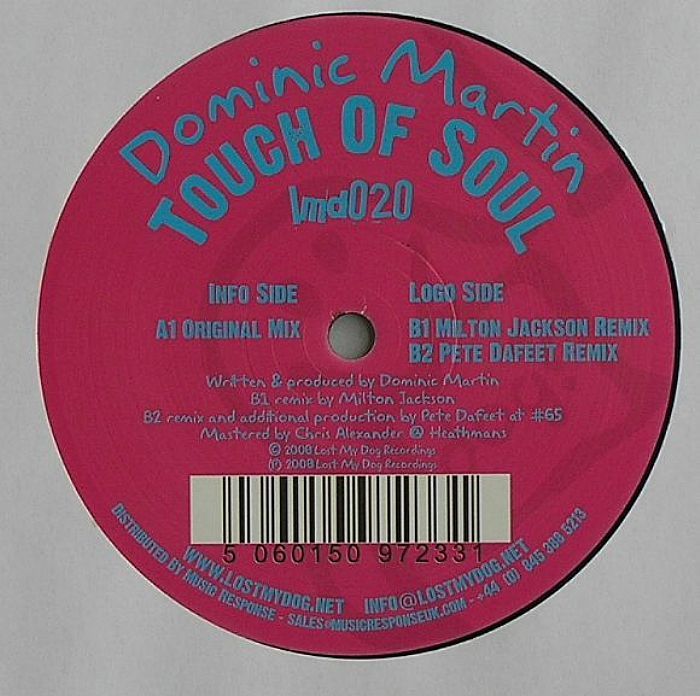 Dominic Martin
TOUCH OF SOUL
lmd020
INFO SIDE
LOGO SIDE
A1 ORIGINAL MIX
B1 MILTON JACKSON REMIX
B2 PETE DAFEET REMIX
Written & produced by Dominic Martin
B1 remix by Milton Jackson
B2 remix and additional production by Pete Dafeet at #65
Mastered by Chris Alexander @ Heathmans
© 2008 Lost My Dog Recordings
℗ 2008 Lost My Dog Recordings
5 060150 972331
WWW.LOSTMYDOG.NET INFO@LOSTMYDOG.NET
DISTRIBUTED BY MUSIC RESPONSE - SALES@MUSICRESPONSEUK.COM - +44 (0) 845 388 5213